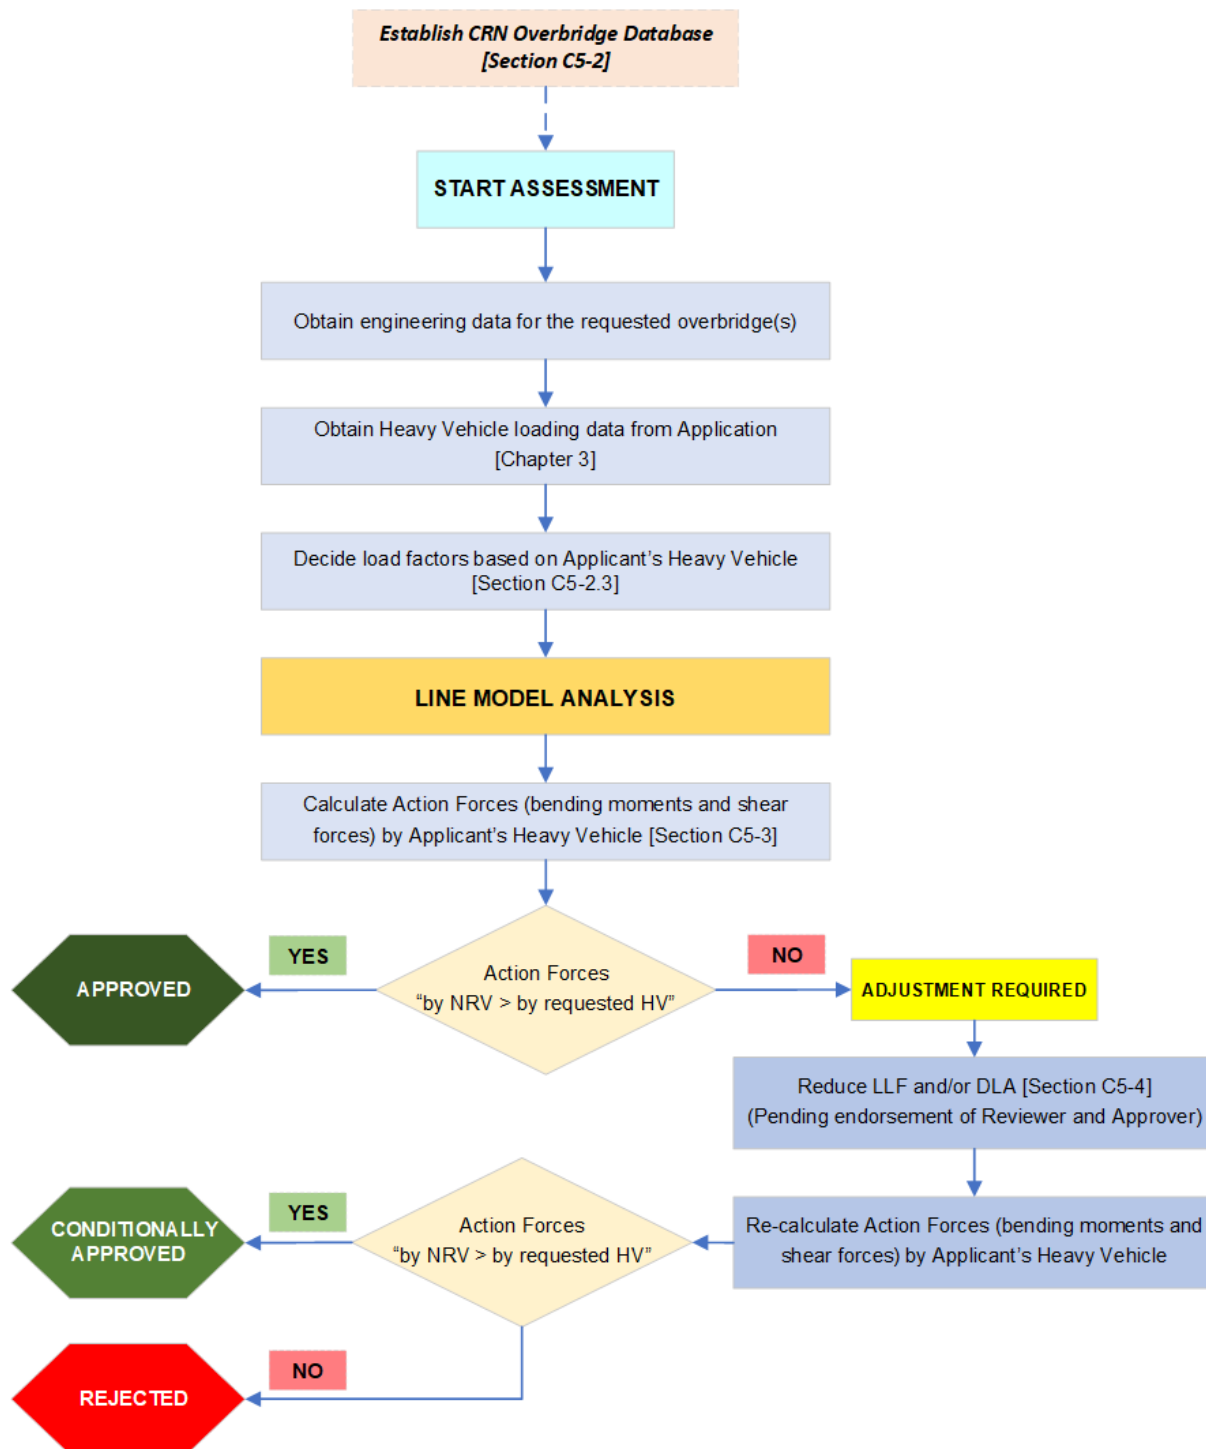 Establish CRN Overbridge Database
[Section C5-2]
START ASSESSMENT
Obtain engineering data for the requested overbridge(s)
Obtain Heavy Vehicle loading data from Application
[Chapter 3]
Decide load factors based on Applicant's Heavy Vehicle
[Section C5-2.3]
LINE MODEL ANALYSIS
Calculate Action Forces (bending moments and shear
forces) by Applicant's Heavy Vehicle [Section C5-3]
YES
NO
APPROVED
Action Forces
“by NRV > by requested HV”
ADJUSTMENT REQUIRED
Reduce LLF and/or DLA [Section C5-4]
(Pending endorsement of Reviewer and Approver)
Re-calculate Action Forces (bending moments and
shear forces) by Applicant's Heavy Vehicle
Action Forces
“by NRV > by requested HV”
YES
CONDITIONALLY
APPROVED
NO
REJECTED